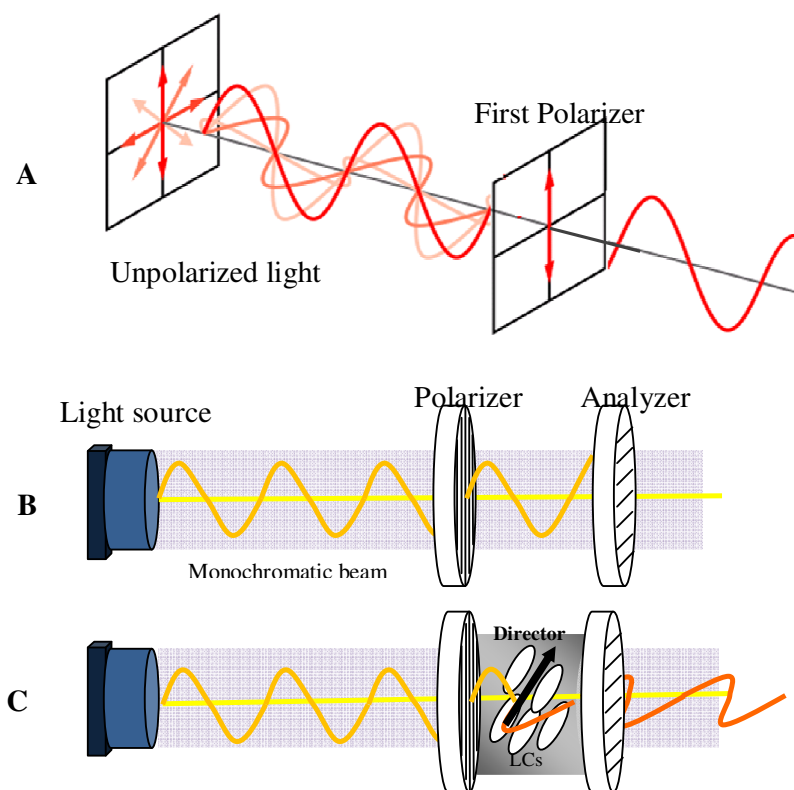 First Polarizer
A
Unpolarized light
Light source
Polarizer
Analyzer
B
Monochromatic beam
Director
C
LCs